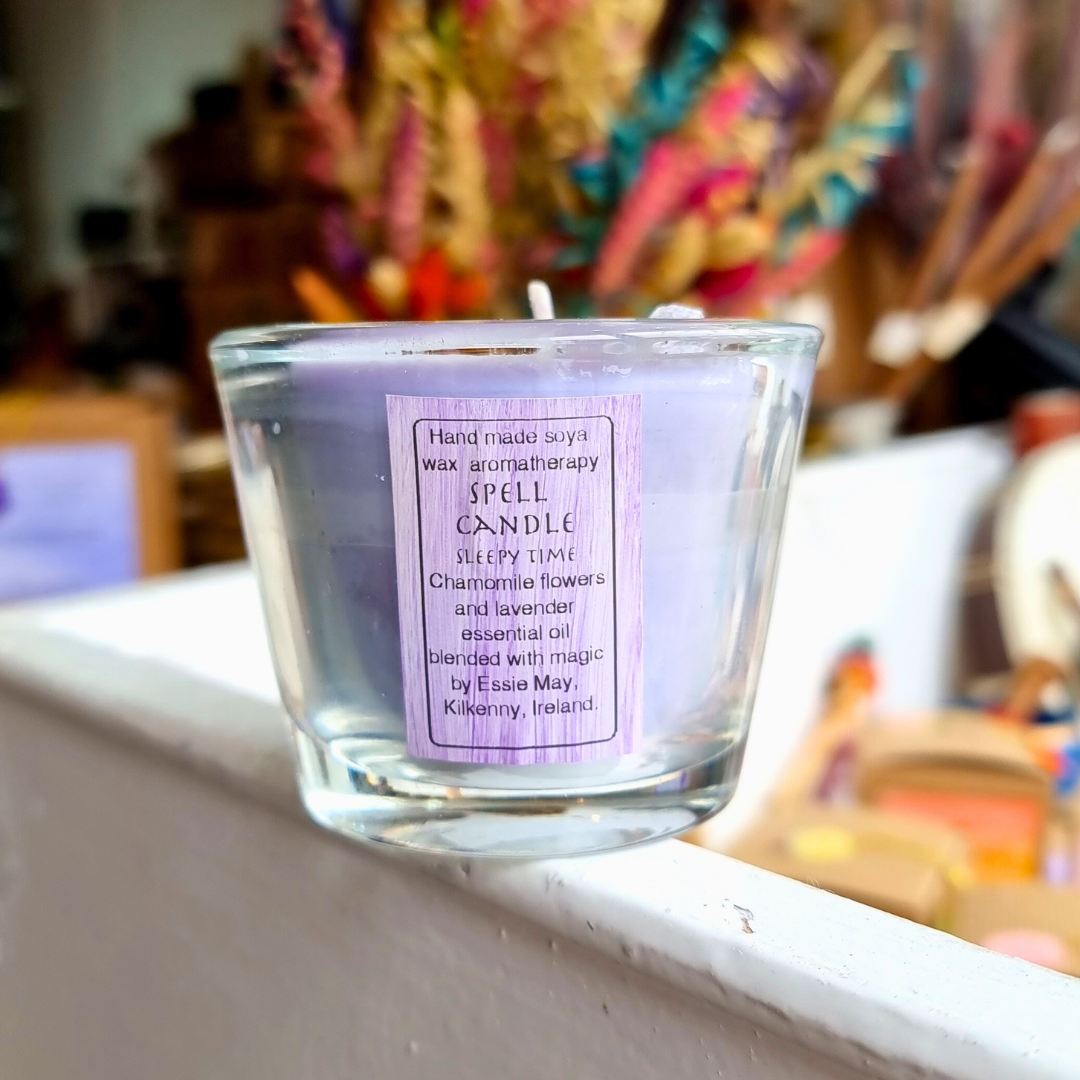 Hand made soya
wax aromatherapy
SPELL
CANDLE
SLEEPY TIME
Chamomile flowers
and lavender
essential oil
blended with magic
by Essie May,
Kilkenny, Ireland.